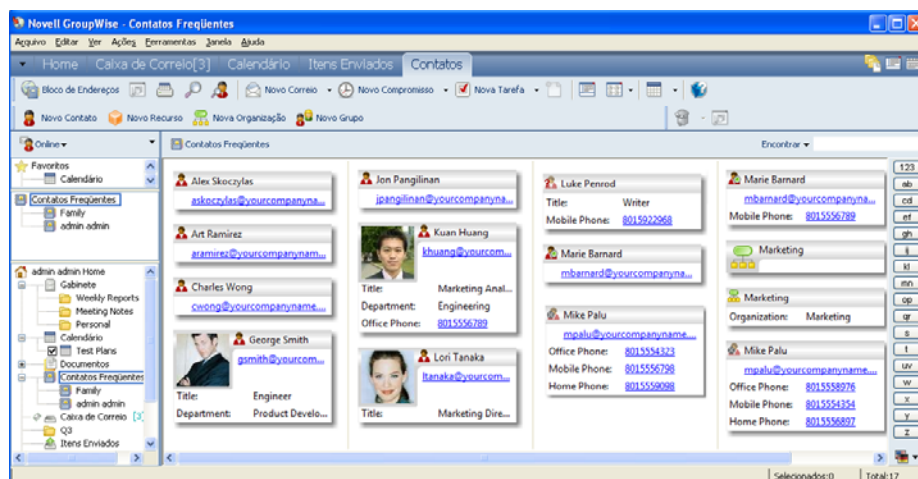 Novell GroupWise - Contatos Freqüentes
Arquivo Editar Ver Ações Ferramentas Janela Ajuda
Home Caixa de Correio[3] Calendário Itens Enviados Contatos
Bloco de Endereços Novo Correio Novo Compromisso Nova Tarefa
Novo Contato Novo Recurso Nova Organização Novo Grupo
Online Contatos Freqüentes Encontrar
Favoritos
Calendário
Contatos Freqüentes
Family
admin admin
admin admin Home
Gabinete
Weekly Reports
Meeting Notes
Personal
Calendário
Test Plans
Documentos
Contatos Freqüentes
Family
admin admin
Caixa de Correio [3]
Q3
Itens Enviados
Alex Skoczylas
askoczylas@yourcompanyna...
Art Ramirez
aramirez@yourcompanynam...
Charles Wong
cwong@yourcompanyname....
George Smith
gsmith@yourcom...
Title: Engineer
Department: Product Develo...
Jon Pangilinan
jpangilinan@yourcompanyna...
Kuan Huang
khuang@yourcom...
Title: Marketing Anal...
Department: Engineering
Office Phone: 8015556789
Lori Tanaka
ltanaka@yourcom...
Title: Marketing Dire...
Luke Penrod
Title: Writer
Mobile Phone: 8015922968
Marie Barnard
mbarnard@yourcompanyna...
Mike Palu
mpalu@yourcompanyname....
Office Phone: 8015554323
Mobile Phone: 8015556798
Home Phone: 8015559098
Marie Barnard
mbarnard@yourcompanyna...
Mobile Phone: 8015556789
Marketing
Marketing
Organization: Marketing
Mike Palu
mpalu@yourcompanyname....
Office Phone: 8015558976
Mobile Phone: 8015554354
Home Phone: 8015556897
123
ab
cd
ef
gh
ij
kl
mn
op
qr
s
t
uv
w
x
y
z
Selecionados:0 Total:17